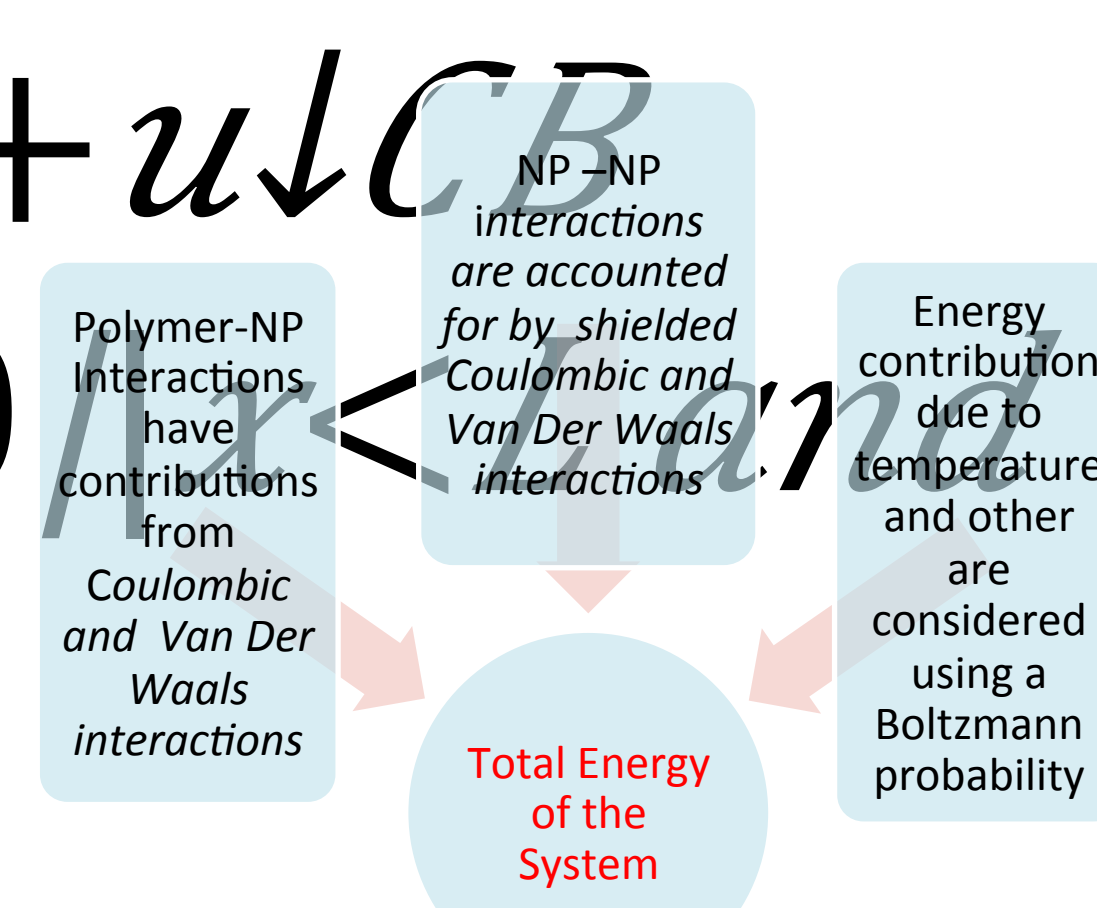 +u↓CB
NP –NP
interactions
are accounted
for by shielded
Coulombic and
Van Der Waals
interactions
Polymer-NP
Interactions
have
contributions
from
Coulombic
and Van Der
Waals
interactions
Energy
contribution
due to
temperature
and other
are
considered
using a
Boltzmann
probability
/|x<L and
Total Energy
of the
System